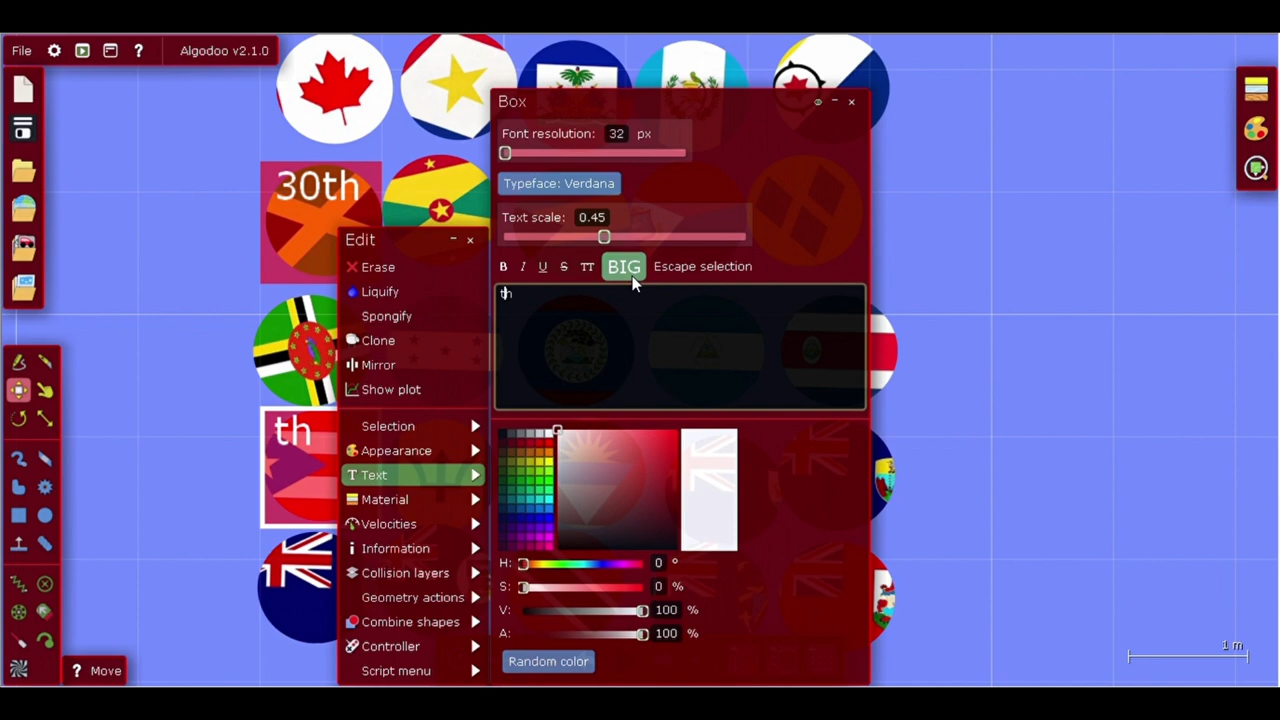 File
Algodoo v2.1.0
Box
Font resolution: 32 px
Typeface: Verdana
Text scale: 0.45
B I U S TT BIG Escape selection
th
30th
Edit
Erase
Liquify
Spongify
Clone
Mirror
Show plot
th
Selection
Appearance
T Text
Material
Velocities
Information
Collision layers
Geometry actions
Combine shapes
Controller
Script menu
H: 0 °
S: 0 %
V: 100 %
A: 100 %
Random color
? Move
1 m